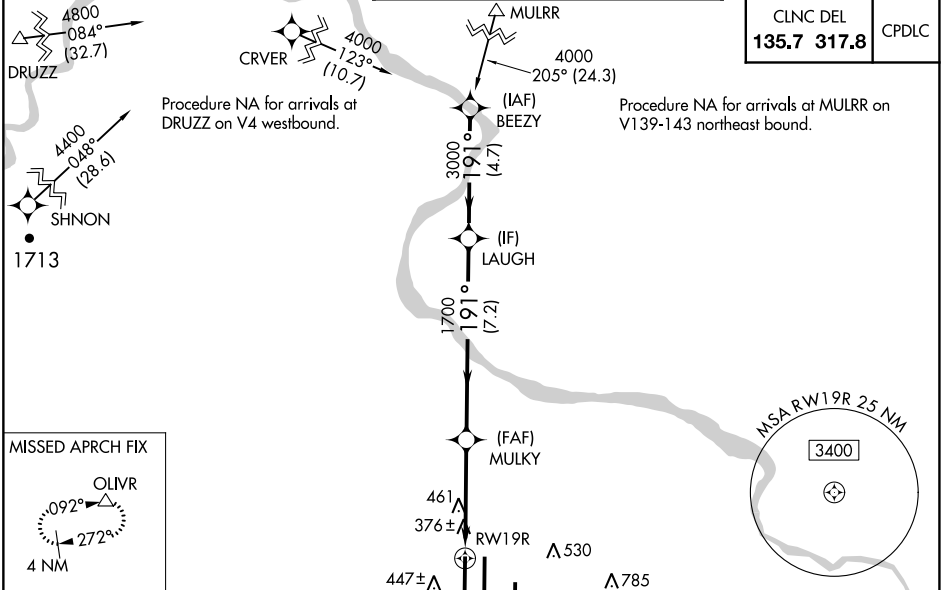 4800
084°
(32.7)
DRUZZ
CRVER
4000
123°
(10.7)
MULRR
4000
205° (24.3)
CLNC DEL
135.7 317.8
CPDLC
Procedure NA for arrivals at
DRUZZ on V4 westbound.
(IAF)
BEEZY
Procedure NA for arrivals at MULRR on
V139-143 northeast bound.
4400
048°
(28.6)
SHNON
1713
3000
191°
(4.7)
(IF)
LAUGH
1700
191°
(7.2)
(FAF)
MULKY
MSA RW19R 25 NM
3400
MISSED APRCH FIX
OLIVR
092°
272°
4 NM
461
376±
RW19R
530
447±
785